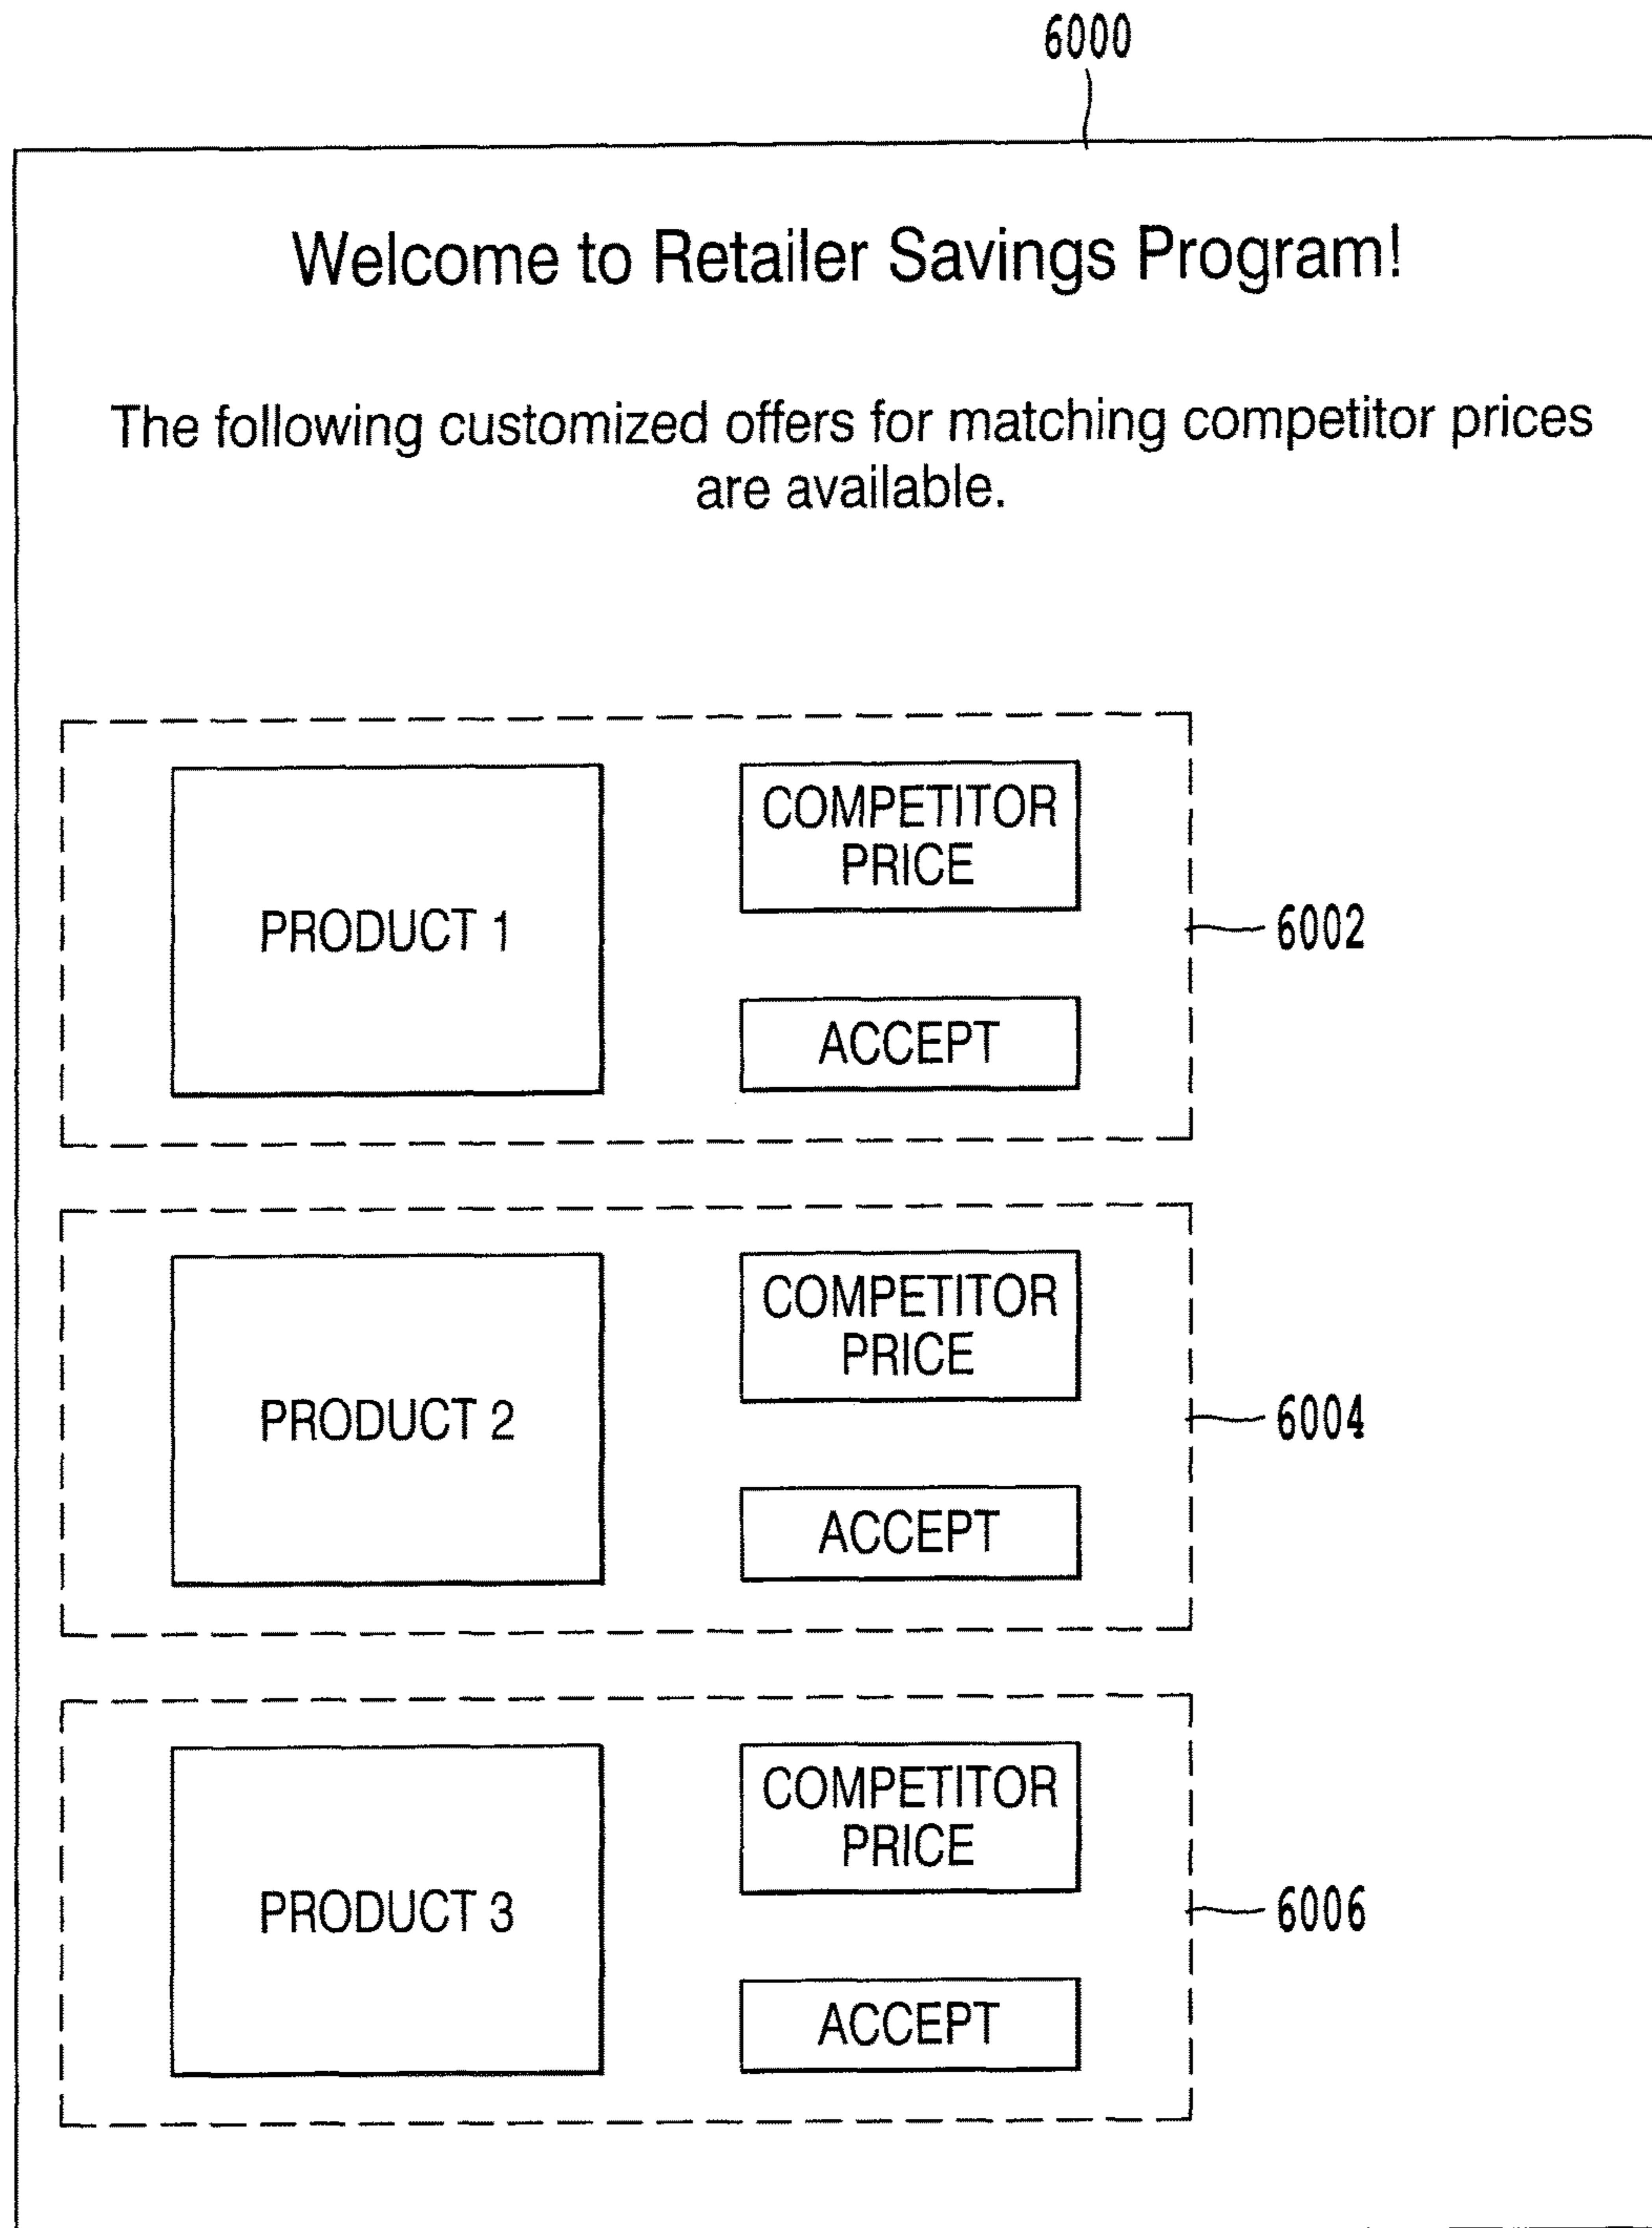 6000
Welcome to Retailer Savings Program!
The following customized offers for matching competitor prices
are available.
PRODUCT 1
COMPETITOR
PRICE
ACCEPT
6002
PRODUCT 2
COMPETITOR
PRICE
ACCEPT
6004
PRODUCT 3
COMPETITOR
PRICE
ACCEPT
6006